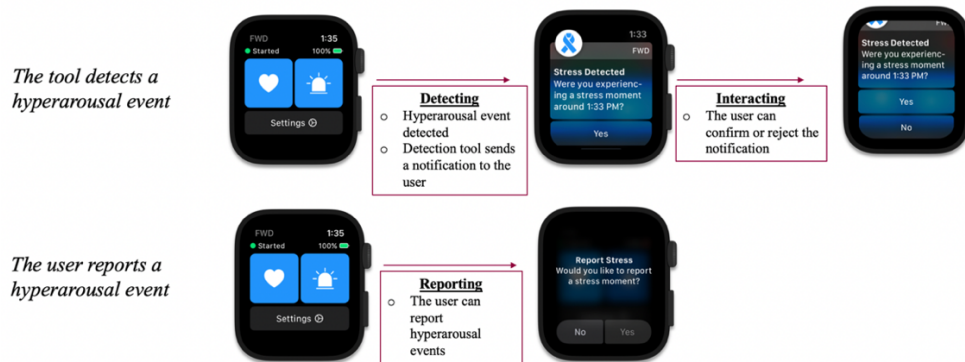 The tool detects a
hyperarousal event
FWD 1:35
Started 100%
Settings
Detecting
○ Hyperarousal event
detected
○ Detection tool sends
a notification to the
user
1:33
FWD
Stress Detected
Were you experienc-
ing a stress moment
around 1:33 PM?
Yes
Interacting
○ The user can
confirm or reject the
notification
FW
Stress Detected
Were you experienc-
ing a stress moment
around 1:33 PM?
Yes
No
The user reports a
hyperarousal event
FWD 1:35
Started 100%
Settings
Reporting
○ The user can
report
hyperarousal
events
Report Stress
Would you like to report
a stress moment?
No Yes